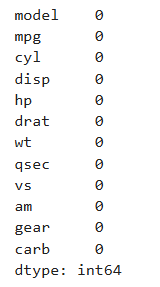 model    0
mpg      0
cyl      0
disp     0
hp       0
drat     0
wt       0
qsec     0
vs       0
am       0
gear     0
carb     0
dtype: int64